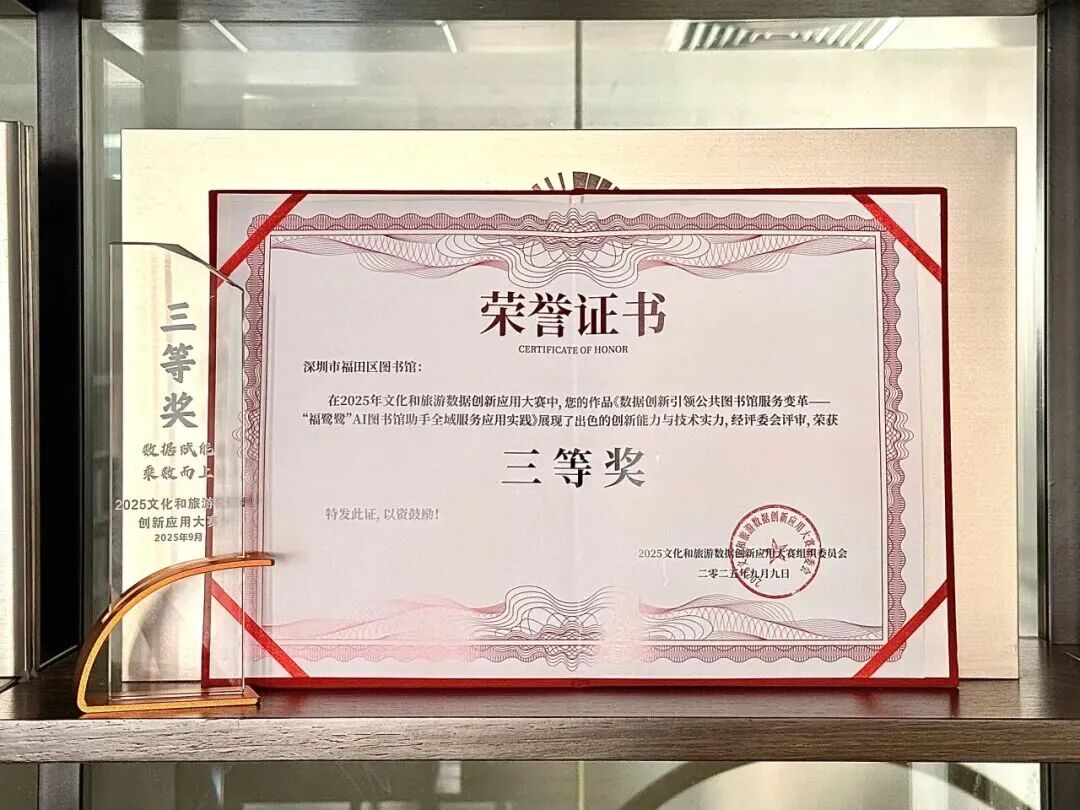 荣誉证书
CERTIFICATE OF HONOR
深圳市福田区图书馆：
在2025年文化和旅游数据创新应用大赛中，您的作品《数据创新引领公共图书馆服务变革——
“福鹭鹭”AI图书馆助手全域服务应用实践》展现了出色的创新能力与技术实力，经评委会评审，荣获
三等奖
特发此证，以资鼓励！
2025文化和旅游数据创新应用大赛组织委员会
二零二五年九月九日
三等奖
数据赋能
乘数而上
2025文化和旅游
创新应用大赛
2025年9月